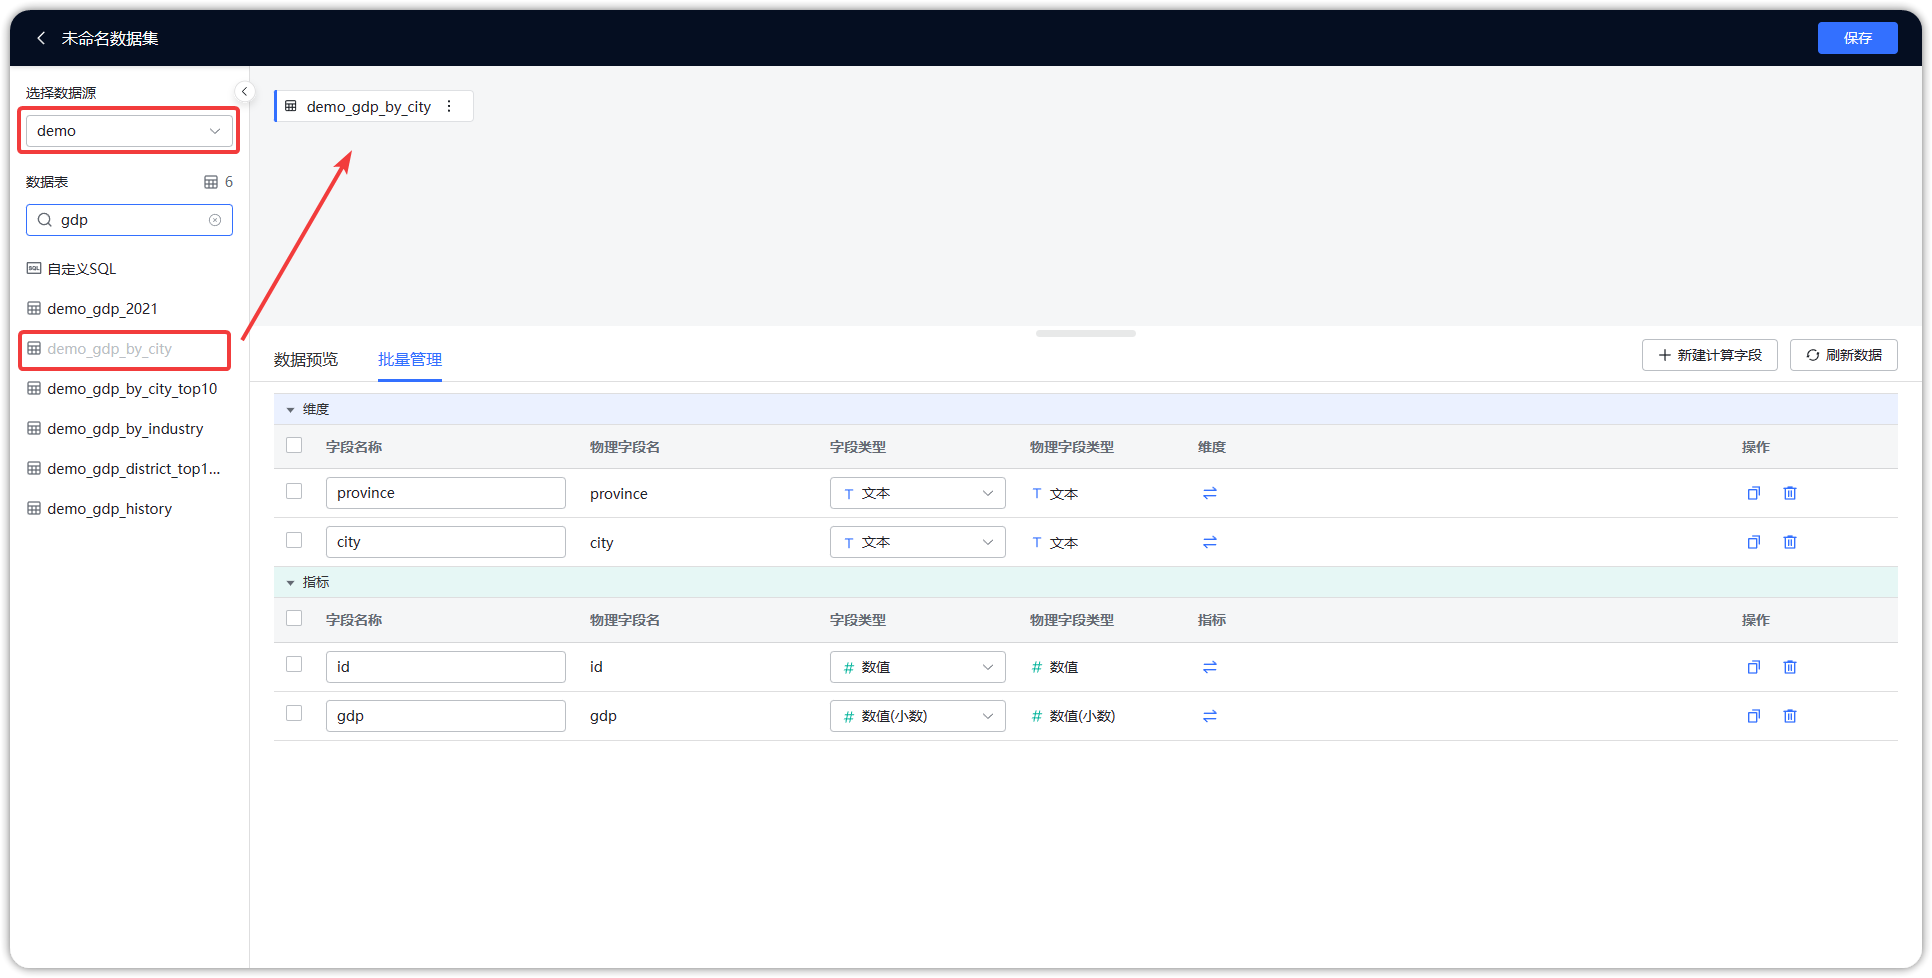 未命名数据集
保存
选择数据源
demo
数据表
6
gdp
自定义SQL
demo_gdp_2021
demo_gdp_by_city
demo_gdp_by_city_top10
demo_gdp_by_industry
demo_gdp_district_top1...
demo_gdp_history
demo_gdp_by_city
数据预览 批量管理
新建计算字段 刷新数据
维度
字段名称 物理字段名 字段类型 物理字段类型 维度 操作
province province T 文本 T 文本
city city T 文本 T 文本
指标
字段名称 物理字段名 字段类型 物理字段类型 指标 操作
id id # 数值 # 数值
gdp gdp # 数值(小数) # 数值(小数)